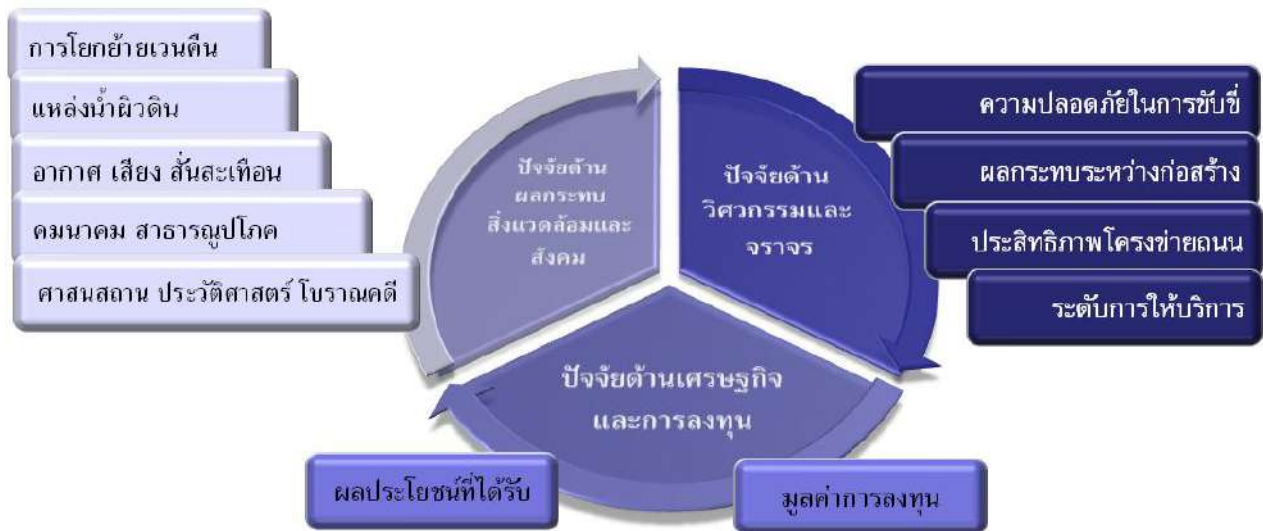 การโยกย้ายเวนคืน
แหล่งน้ำผิวดิน
อากาศ เสียง สั่นสะเทือน
คมนาคม สาธารณูปโภค
ศาสนสถาน ประวัติศาสตร์ โบราณคดี
ปัจจัยด้าน
ผลกระทบ
สิ่งแวดล้อมและ
สังคม
ปัจจัยด้าน
วิศวกรรมและ
จราจร
ความปลอดภัยในการขับขี่
ผลกระทบระหว่างก่อสร้าง
ประสิทธิภาพโครงข่ายถนน
ระดับการให้บริการ
ปัจจัยด้านเศรษฐกิจ
และการลงทุน
ผลประโยชน์ที่ได้รับ
มูลค่าการลงทุน